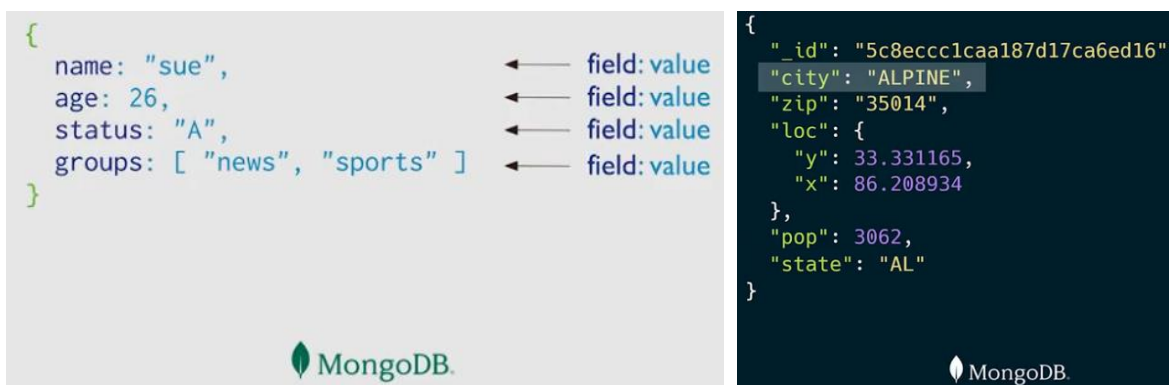 {
name: "sue", field: value
age: 26, field: value
status: "A", field: value
groups: [ "news", "sports" ] field: value
}
MongoDB.
{
"_id": "5c8eccc1caa187d17ca6ed16"
"city": "ALPINE",
"zip": "35014",
"loc": {
"y": 33.331165,
"x": 86.208934
},
"pop": 3062,
"state": "AL"
}
MongoDB.